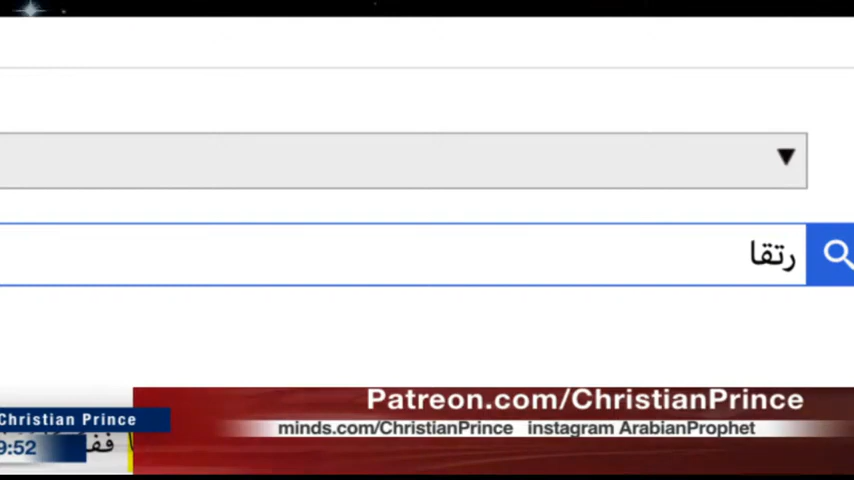 ▼
رتقا
Patreon.com/ChristianPrince
Christian Prince
minds.com/ChristianPrince instagram ArabianProphet
9:52